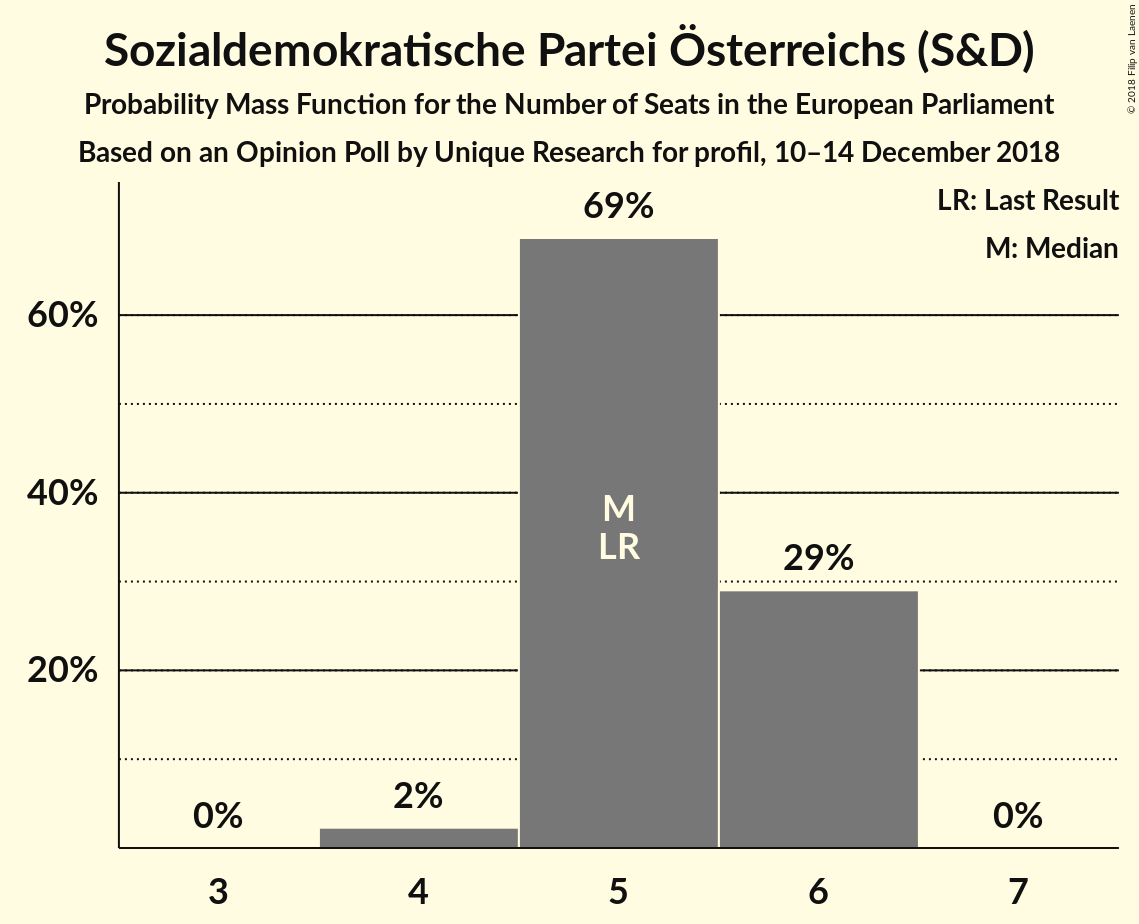 Sozialdemokratische Partei Österreichs (S&D)
Probability Mass Function for the Number of Seats in the European Parliament
Based on an Opinion Poll by Unique Research for profil, 10–14 December 2018
© 2018 Filip van Laenen
LR: Last Result
M: Median
69%
60%
40%
M
LR
29%
20%
2%
0%
0%
3 4 5 6 7